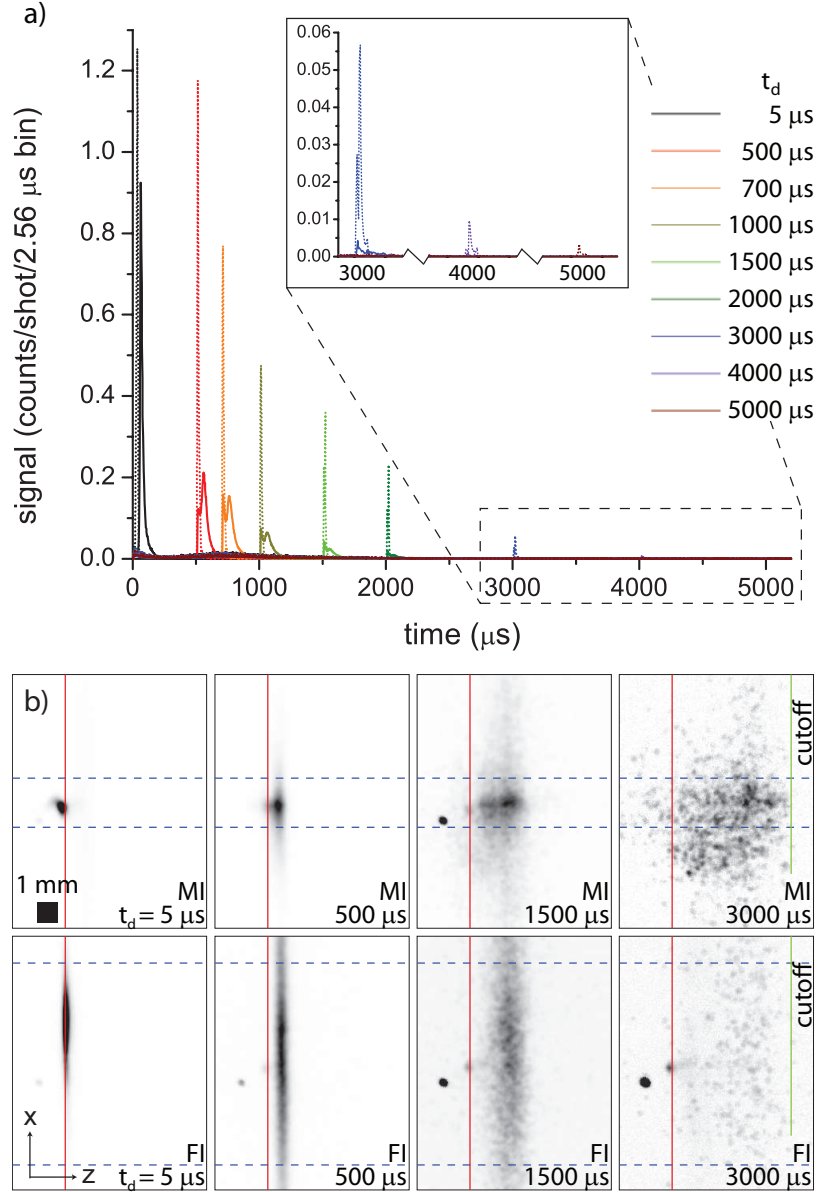 a)
signal (counts/shot/2.56 μs bin)
1.2
1.0
0.8
0.6
0.4
0.2
0.0
0 1000 2000 3000 4000 5000
time (μs)
0.06
0.05
0.04
0.03
0.02
0.01
0.00
3000 4000 5000
t_d
5 μs
500 μs
700 μs
1000 μs
1500 μs
2000 μs
3000 μs
4000 μs
5000 μs
b)
1 mm
MI
t_d = 5 μs
MI
500 μs
MI
1500 μs
cutoff
MI
3000 μs
x
z
FI
t_d = 5 μs
FI
500 μs
FI
1500 μs
cutoff
FI
3000 μs